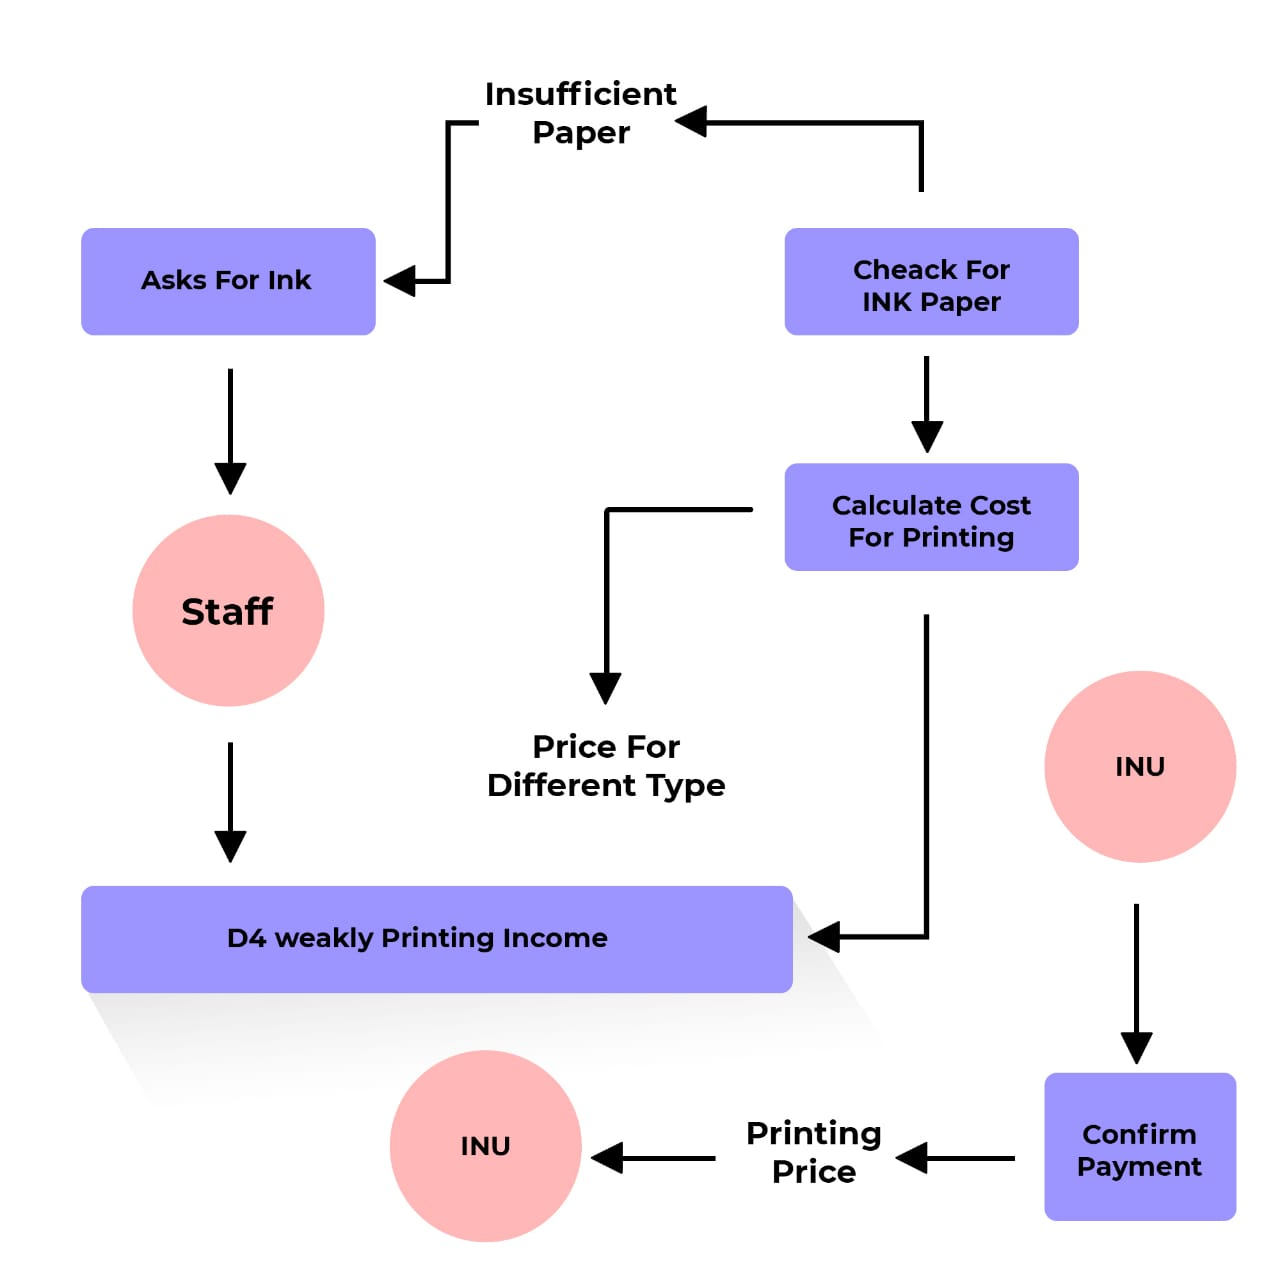 Insufficient
Paper
Asks For Ink
Cheack For
INK Paper
Calculate Cost
For Printing
Staff
Price For
Different Type
INU
D4 weakly Printing Income
INU
Printing
Price
Confirm
Payment